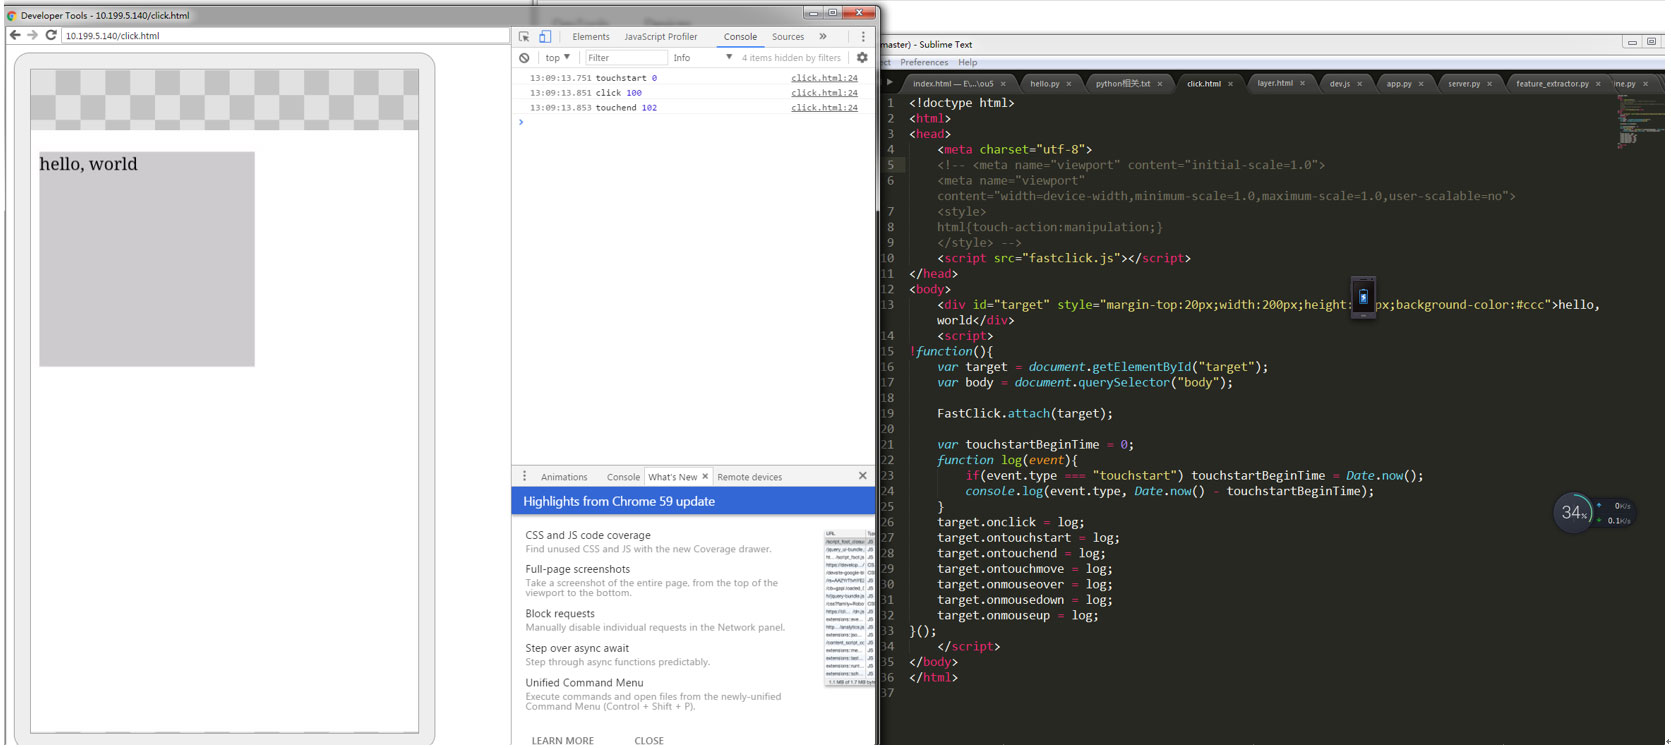 Developer Tools - 10.199.5.140/click.html
10.199.5.140/click.html
hello, world
Elements JavaScript Profiler Console Sources »
top ▼ Filter Info ▼ 4 items hidden by filters
13:09:13.751 touchstart 0 click.html:24
13:09:13.851 click 100 click.html:24
13:09:13.853 touchend 102 click.html:24
Animations Console What's New × Remote devices
Highlights from Chrome 59 update
CSS and JS code coverage
Find unused CSS and JS with the new Coverage drawer.
Full-page screenshots
Take a screenshot of the entire page, from the top of the
viewport to the bottom.
Block requests
Manually disable individual requests in the Network panel.
Step over async await
Step through async functions predictably.
Unified Command Menu
Execute commands and open files from the newly-unified
Command Menu (Control + Shift + P).
LEARN MORE CLOSE
master) - Sublime Text
ect Preferences Help
index.html — E\...\ou5 × hello.py × python相关.txt × click.html × layer.html × dev.js × app.py × server.py × feature_extractor.py × ine.py ×
1 <!doctype html>
2 <html>
3 <head>
4 <meta charset="utf-8">
5 <!-- <meta name="viewport" content="initial-scale=1.0">
6 <meta name="viewport"
content="width=device-width,minimum-scale=1.0,maximum-scale=1.0,user-scalable=no">
7 <style>
8 html{touch-action:manipulation;}
9 </style> -->
10 <script src="fastclick.js"></script>
11 </head>
12 <body>
13 <div id="target" style="margin-top:20px;width:200px;height: px;background-color:#ccc">hello,
world</div>
14 <script>
15 !function(){
16 var target = document.getElementById("target");
17 var body = document.querySelector("body");
18
19 FastClick.attach(target);
20
21 var touchstartBeginTime = 0;
22 function log(event){
23 if(event.type === "touchstart") touchstartBeginTime = Date.now();
24 console.log(event.type, Date.now() - touchstartBeginTime);
25 }
26 target.onclick = log;
27 target.ontouchstart = log;
28 target.ontouchend = log;
29 target.ontouchmove = log;
30 target.onmouseover = log;
31 target.onmousedown = log;
32 target.onmouseup = log;
33 }();
34 </script>
35 </body>
36 </html>
37
34%
0K/s
0.1K/s